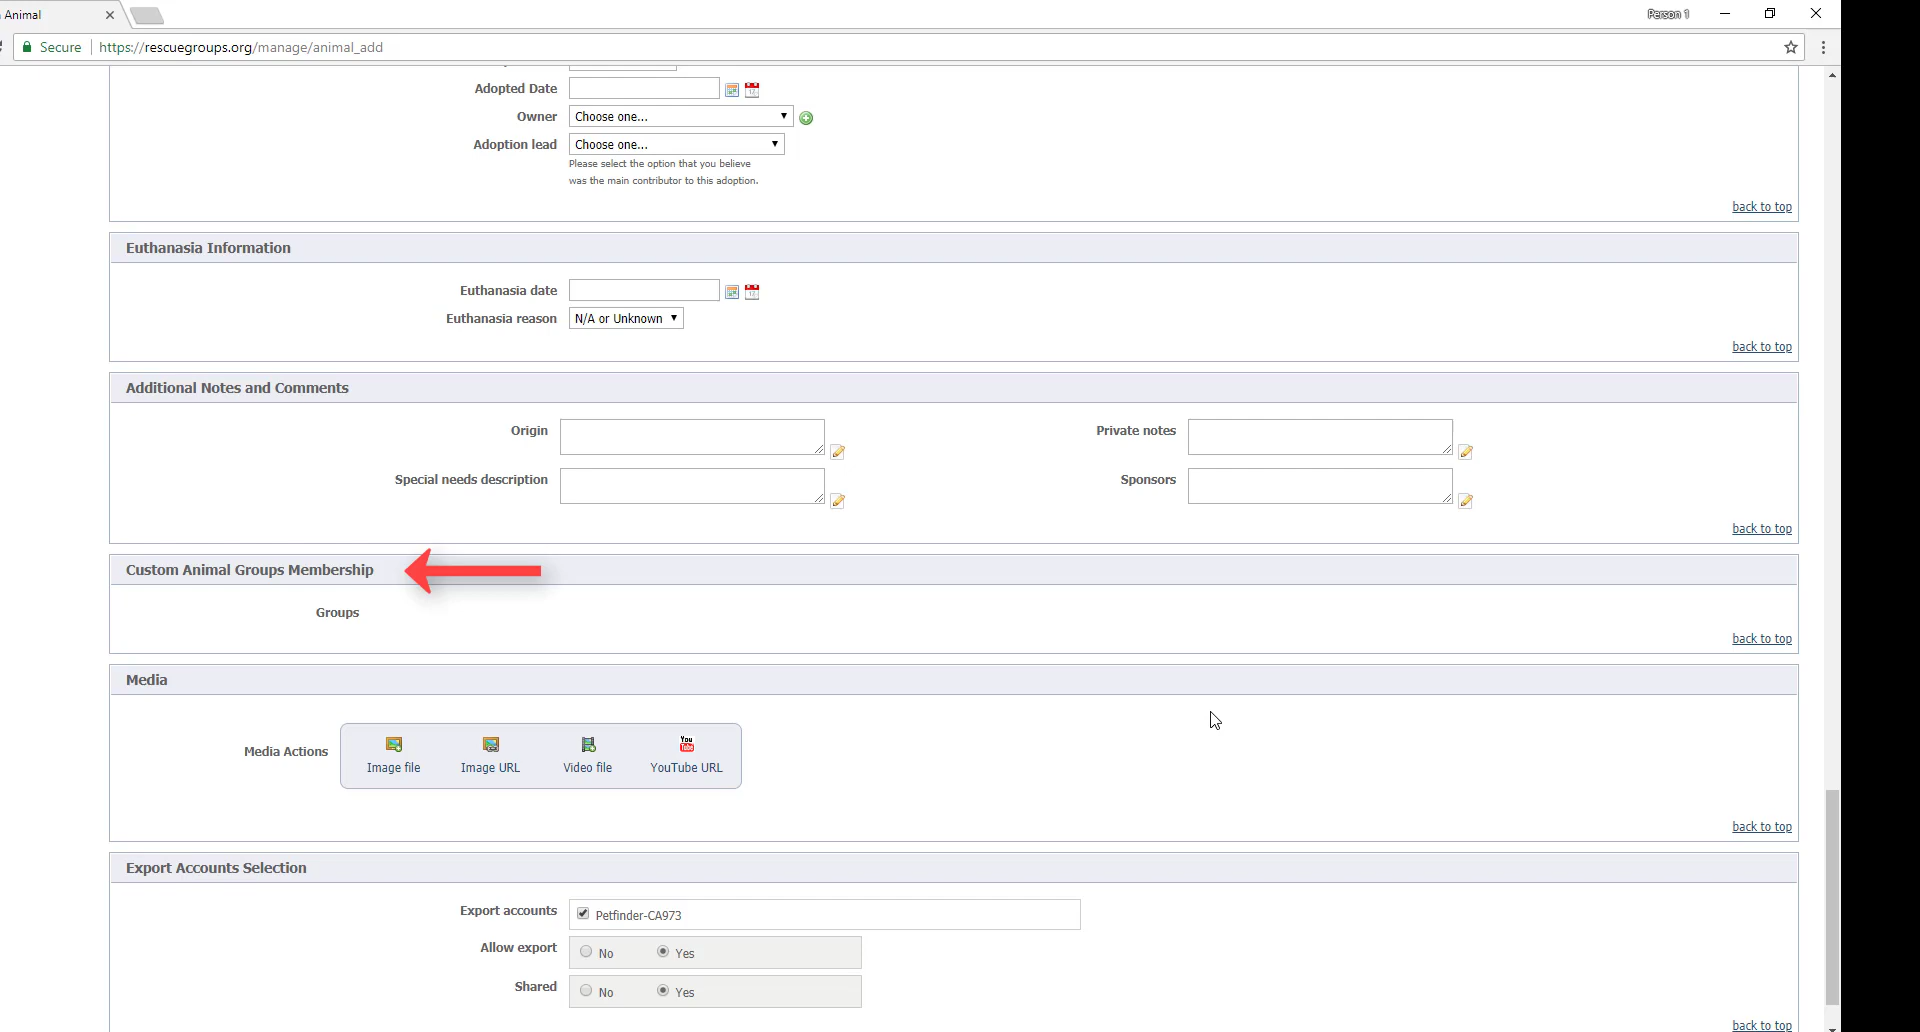 Animal
Person 1
Secure
https://rescuegroups.org/manage/animal_add
Adopted Date
Owner
Choose one...
Adoption lead
Choose one...
Please select the option that you believe
was the main contributor to this adoption.
back to top
Euthanasia Information
Euthanasia date
Euthanasia reason
N/A or Unknown
back to top
Additional Notes and Comments
Origin
Private notes
Special needs description
Sponsors
back to top
Custom Animal Groups Membership
Groups
back to top
Media
Media Actions
Image file
Image URL
You
Tube
Video file
YouTube URL
back to top
Export Accounts Selection
Export accounts
Petfinder-CA973
Allow export
No
Yes
Shared
No
Yes
back to top